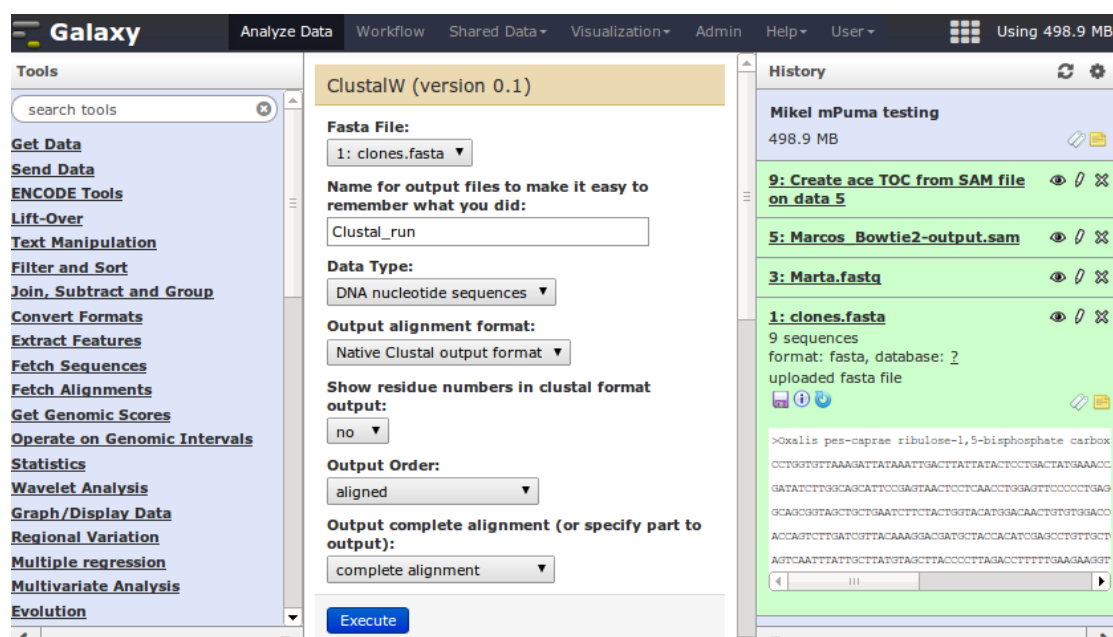 Galaxy
Analyze Data Workflow Shared Data Visualization Admin Help User Using 498.9 MB
Tools
search tools
Get Data
Send Data
ENCODE Tools
Lift-Over
Text Manipulation
Filter and Sort
Join, Subtract and Group
Convert Formats
Extract Features
Fetch Sequences
Fetch Alignments
Get Genomic Scores
Operate on Genomic Intervals
Statistics
Wavelet Analysis
Graph/Display Data
Regional Variation
Multiple regression
Multivariate Analysis
Evolution
ClustalW (version 0.1)
Fasta File:
1: clones.fasta
Name for output files to make it easy to
remember what you did:
Clustal_run
Data Type:
DNA nucleotide sequences
Output alignment format:
Native Clustal output format
Show residue numbers in clustal format
output:
no
Output Order:
aligned
Output complete alignment (or specify part to
output):
complete alignment
Execute
History
Mikel mPuma testing
498.9 MB
9: Create ace TOC from SAM file
on data 5
5: Marcos_Bowtie2-output.sam
3: Marta.fastq
1: clones.fasta
9 sequences
format: fasta, database: ?
uploaded fasta file
>Oxalis pes-caprae ribulose-1,5-bisphosphate carbox
CCTGGTGTTAAAGATTATAAATTGACTTATTATACTCCTGACTATGAAACC
GATATCTTGGCAGCATTCCGAGTAACTCCTCAACCTGGAGTTCCCCCTGAG
GCAGCGGTAGCTGCTGAATCTTCTACTGGTACATGGACAACTGTGTGGACC
ACCAGTCTTGATCGTTACAAAGGACGATGCTACCACATCGAGCCTGTTGCT
AGTCAATTTATTGCTTATGTAGCTTACCCCTTAGACCTTTTTGAAGAAGGT